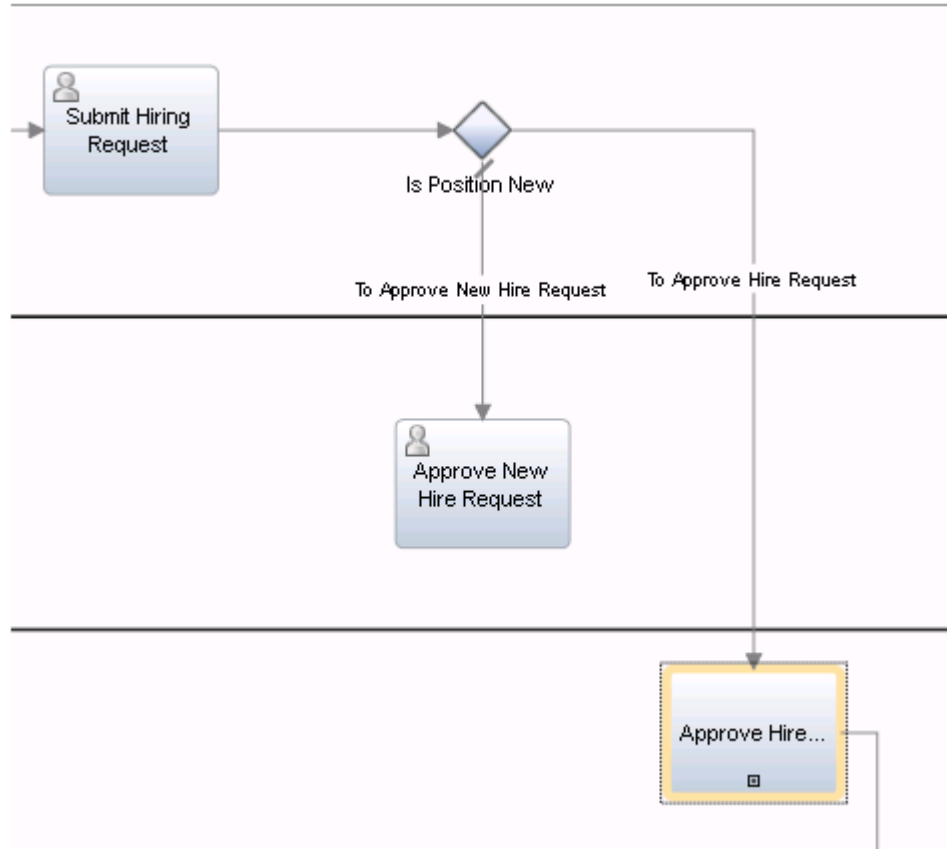 Submit Hiring
Request
Is Position New
To Approve Hire Request
To Approve New Hire Request
Approve New
Hire Request
Approve Hire...